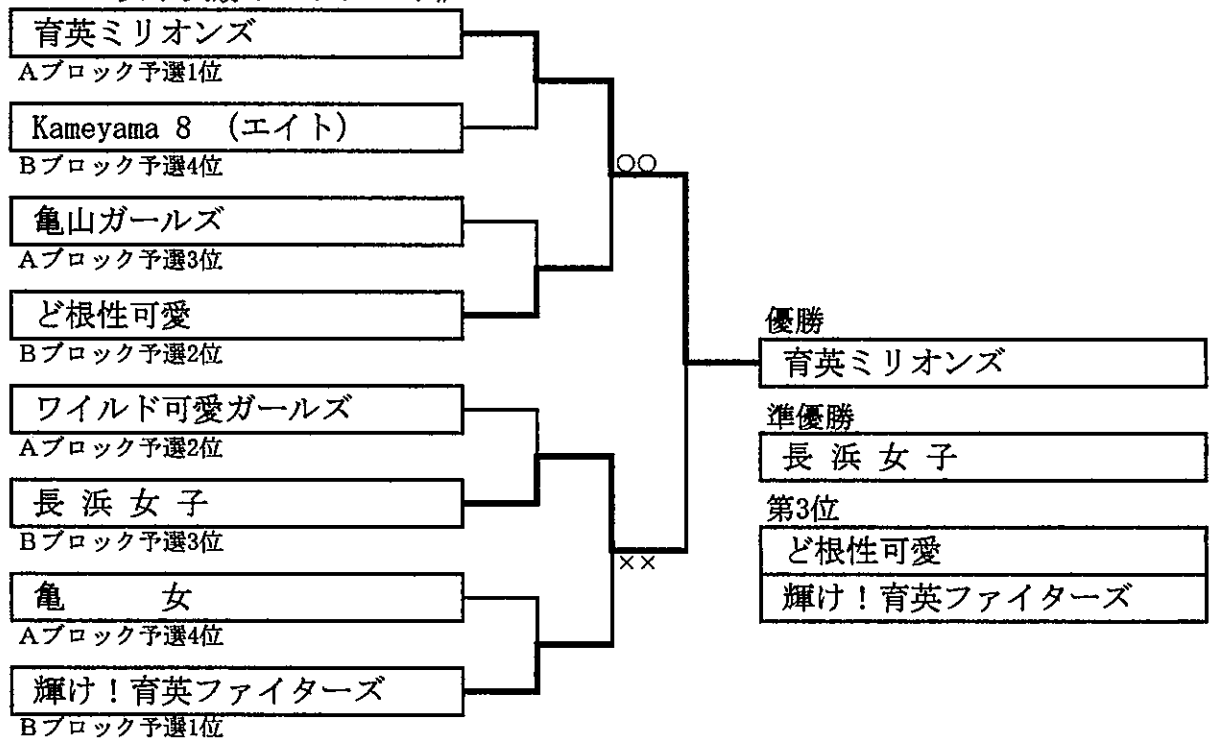 育英ミリオンズ
Aブロック予選1位
Kameyama 8 (エイト)
Bブロック予選4位
○○
亀山ガールズ
Aブロック予選3位
ど根性可愛
Bブロック予選2位
ワイルド可愛ガールズ
Aブロック予選2位
長 浜 女 子
Bブロック予選3位
××
亀 女
Aブロック予選4位
輝け！育英ファイターズ
Bブロック予選1位
優勝
育英ミリオンズ
準優勝
長 浜 女 子
第3位
ど根性可愛
輝け！育英ファイターズ